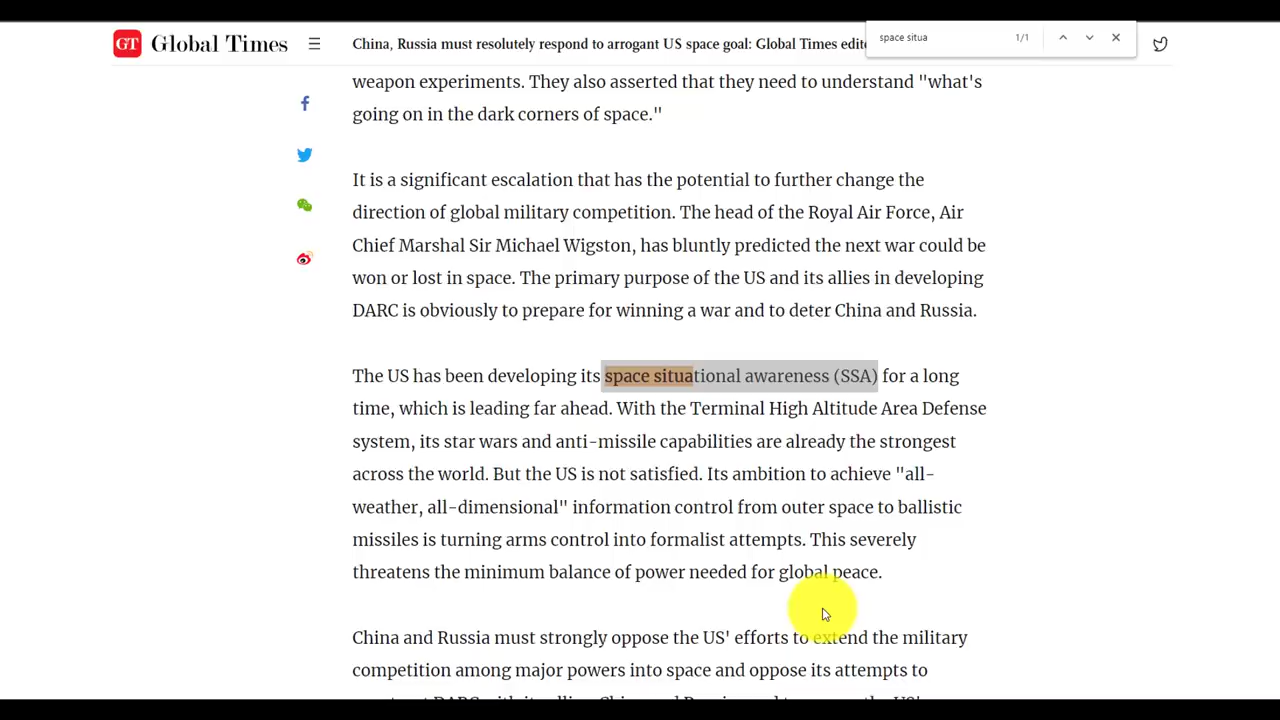 GT Global Times
China, Russia must resolutely respond to arrogant US space goal: Global Times edit
space situa 1/1
weapon experiments. They also asserted that they need to understand "what's
going on in the dark corners of space."
It is a significant escalation that has the potential to further change the
direction of global military competition. The head of the Royal Air Force, Air
Chief Marshal Sir Michael Wigston, has bluntly predicted the next war could be
won or lost in space. The primary purpose of the US and its allies in developing
DARC is obviously to prepare for winning a war and to deter China and Russia.
The US has been developing its space situational awareness (SSA) for a long
time, which is leading far ahead. With the Terminal High Altitude Area Defense
system, its star wars and anti-missile capabilities are already the strongest
across the world. But the US is not satisfied. Its ambition to achieve "all-
weather, all-dimensional" information control from outer space to ballistic
missiles is turning arms control into formalist attempts. This severely
threatens the minimum balance of power needed for global peace.
China and Russia must strongly oppose the US' efforts to extend the military
competition among major powers into space and oppose its attempts to